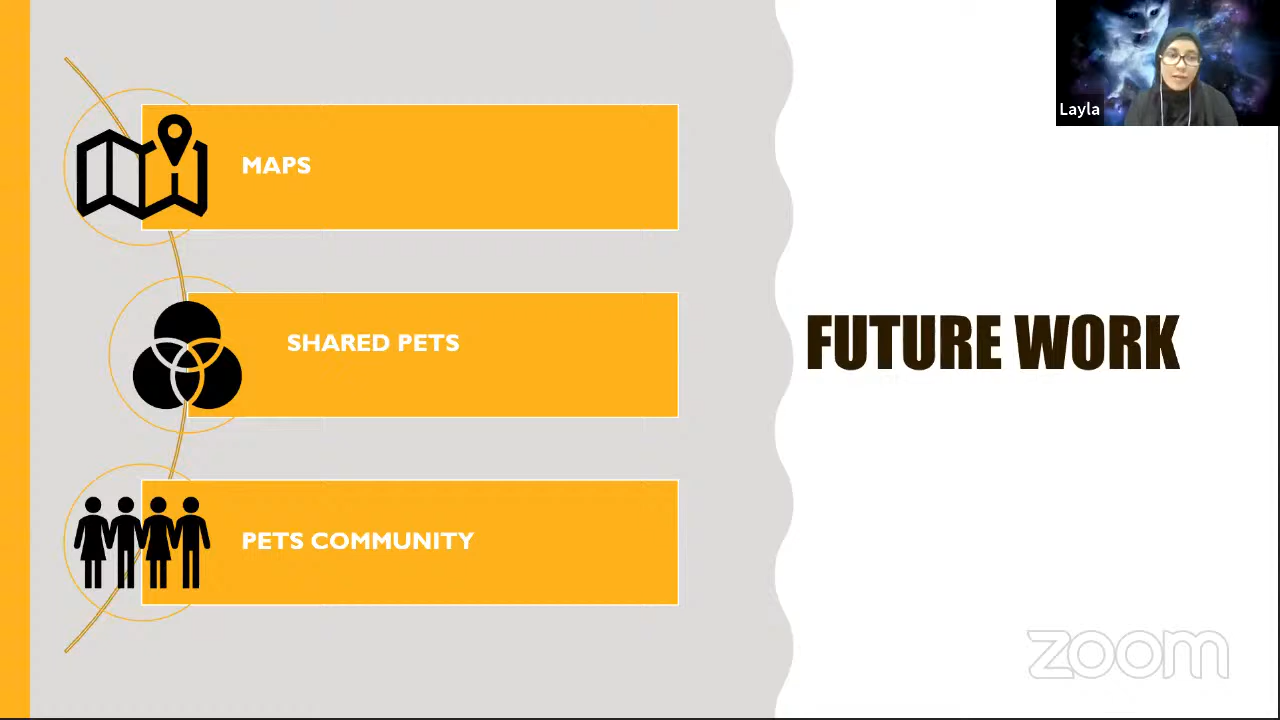 MAPS
SHARED PETS
PETS COMMUNITY
FUTURE WORK
Layla
zoom